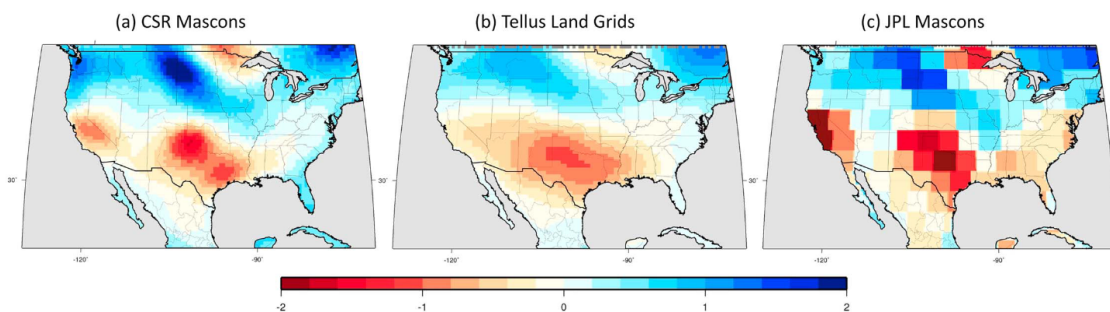 (a) CSR Mascons (b) Tellus Land Grids (c) JPL Mascons
30˚ 30˚ 30˚
-120˚ -90˚ -120˚ -90˚ -120˚ -90˚
-2 -1 0 1 2